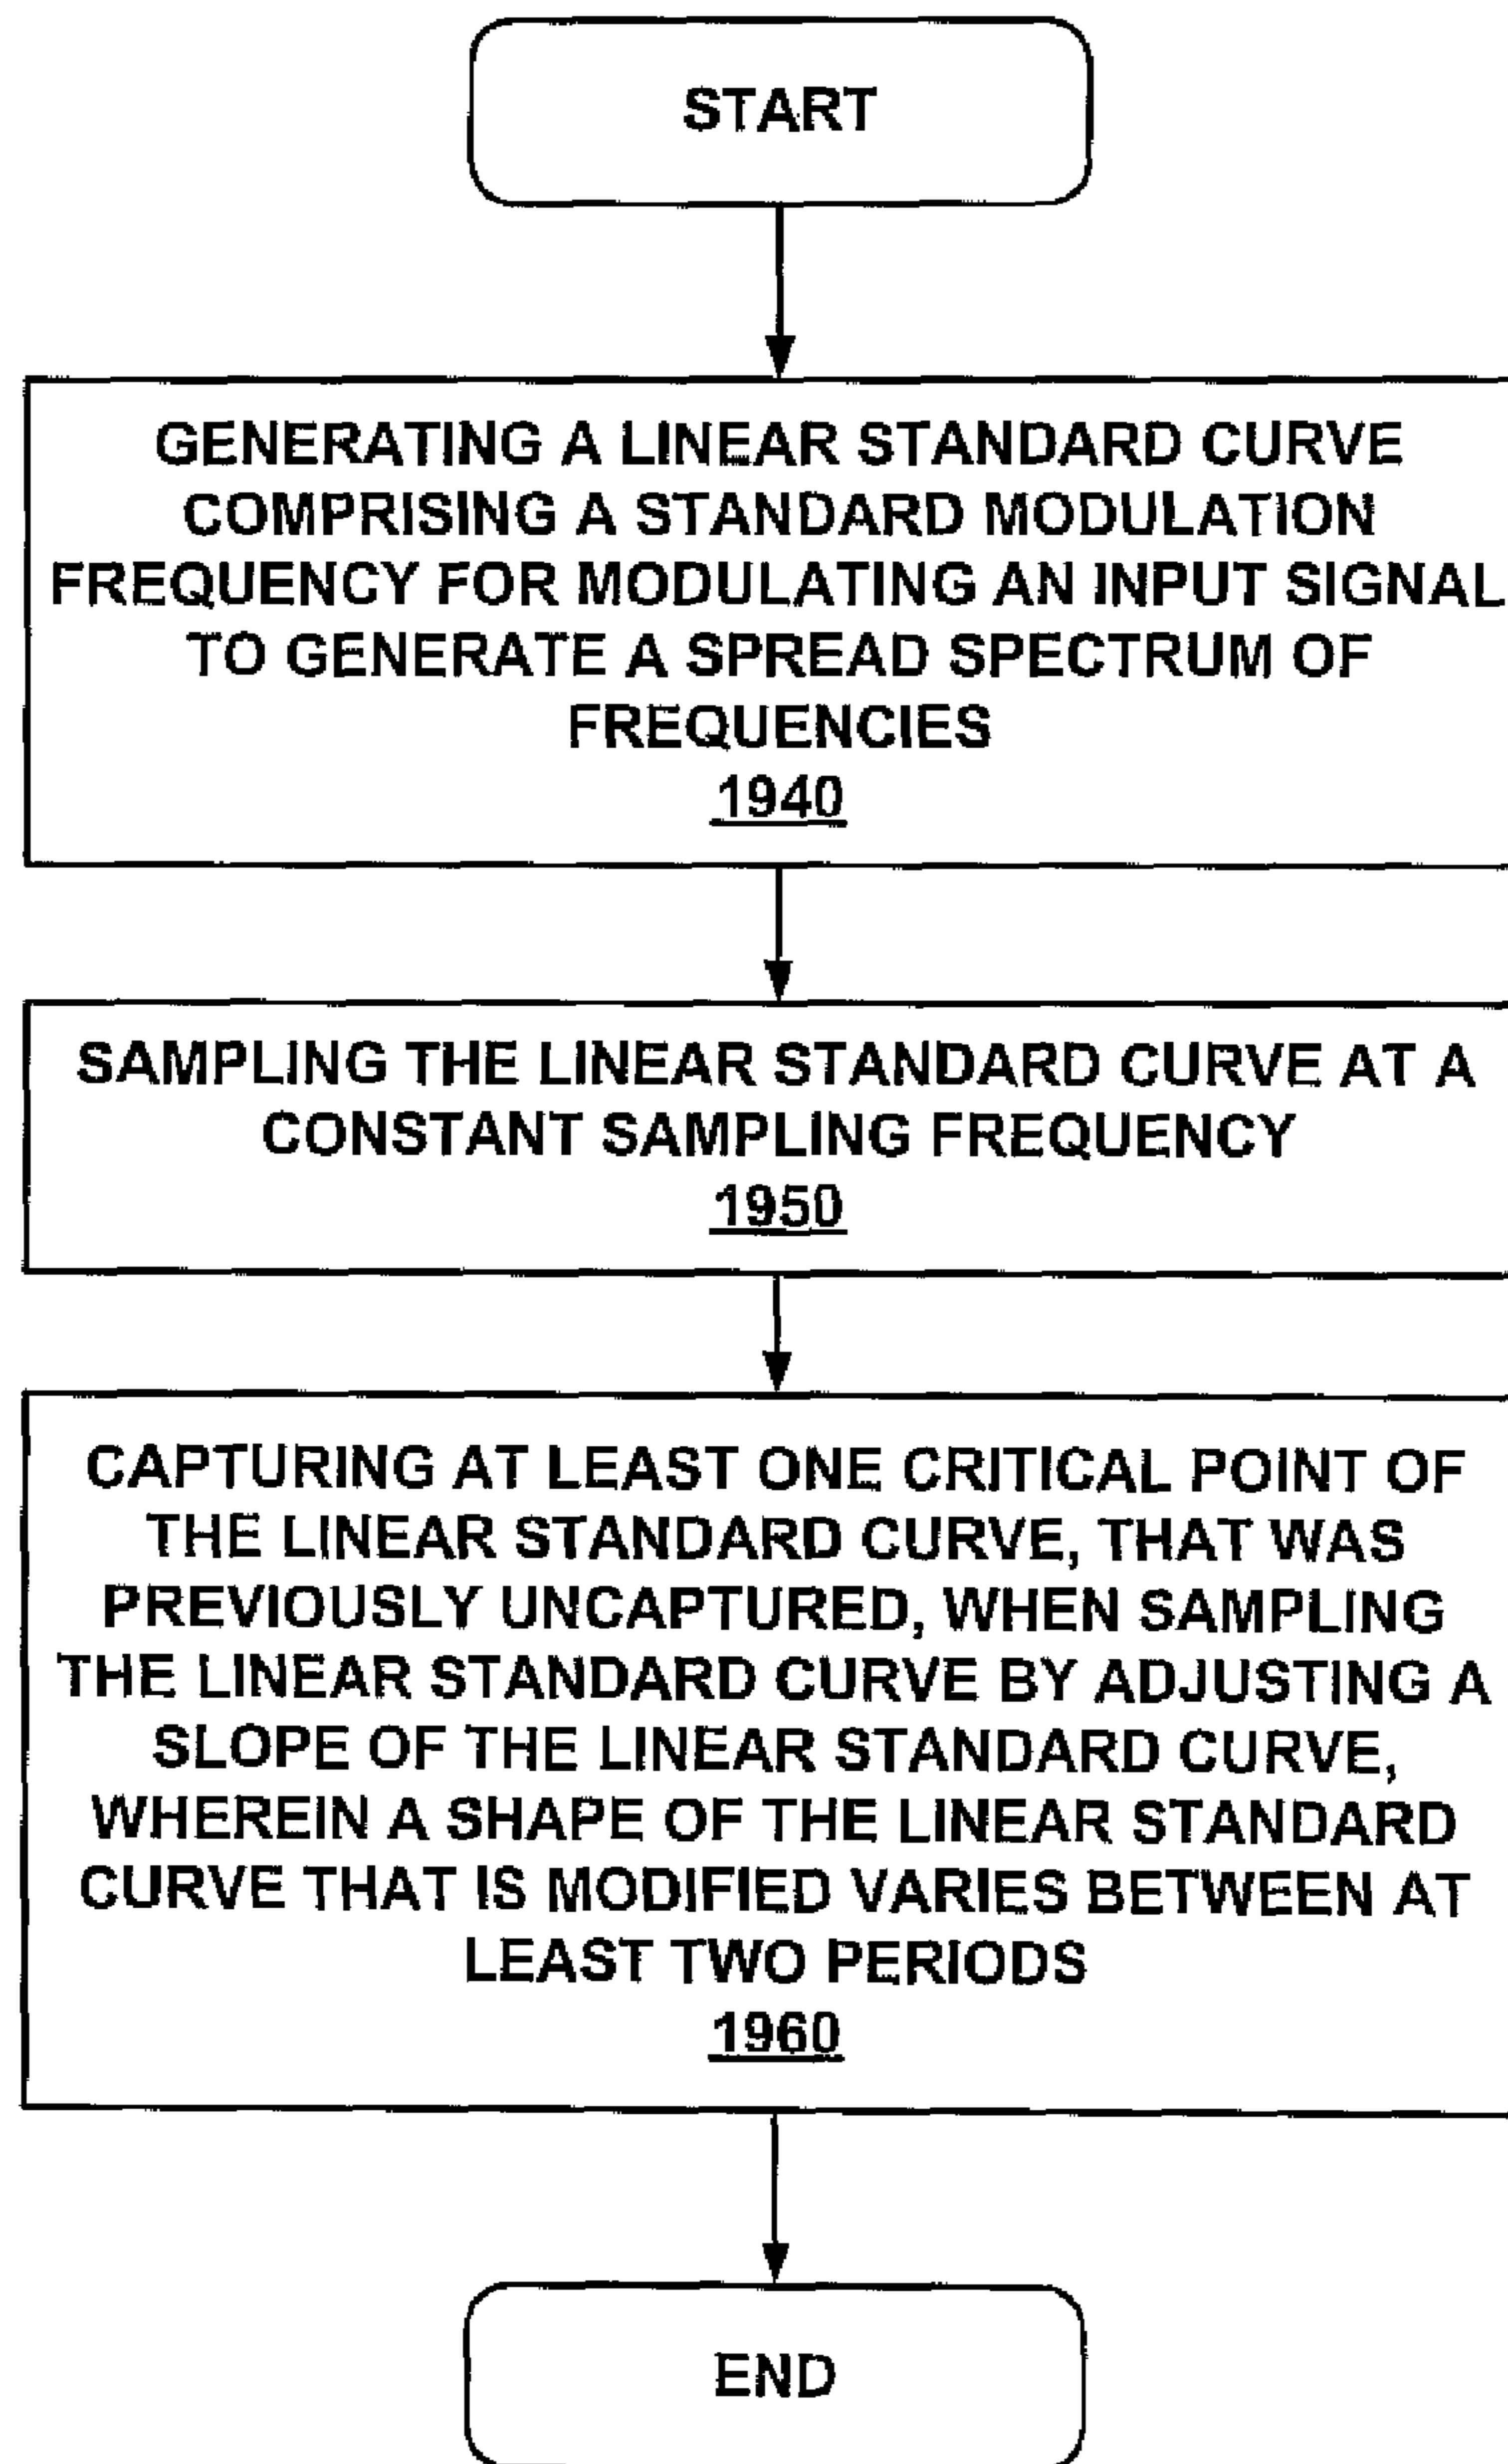 START
GENERATING A LINEAR STANDARD CURVE
COMPRISING A STANDARD MODULATION
FREQUENCY FOR MODULATING AN INPUT SIGNAL
TO GENERATE A SPREAD SPECTRUM OF
FREQUENCIES
1940
SAMPLING THE LINEAR STANDARD CURVE AT A
CONSTANT SAMPLING FREQUENCY
1950
CAPTURING AT LEAST ONE CRITICAL POINT OF
THE LINEAR STANDARD CURVE, THAT WAS
PREVIOUSLY UNCAPTURED, WHEN SAMPLING
THE LINEAR STANDARD CURVE BY ADJUSTING A
SLOPE OF THE LINEAR STANDARD CURVE,
WHEREIN A SHAPE OF THE LINEAR STANDARD
CURVE THAT IS MODIFIED VARIES BETWEEN AT
LEAST TWO PERIODS
1960
END